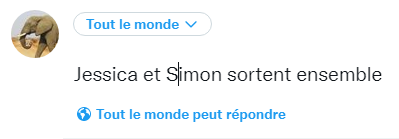 Tout le monde
Jessica et Simon sortent ensemble
Tout le monde peut répondre